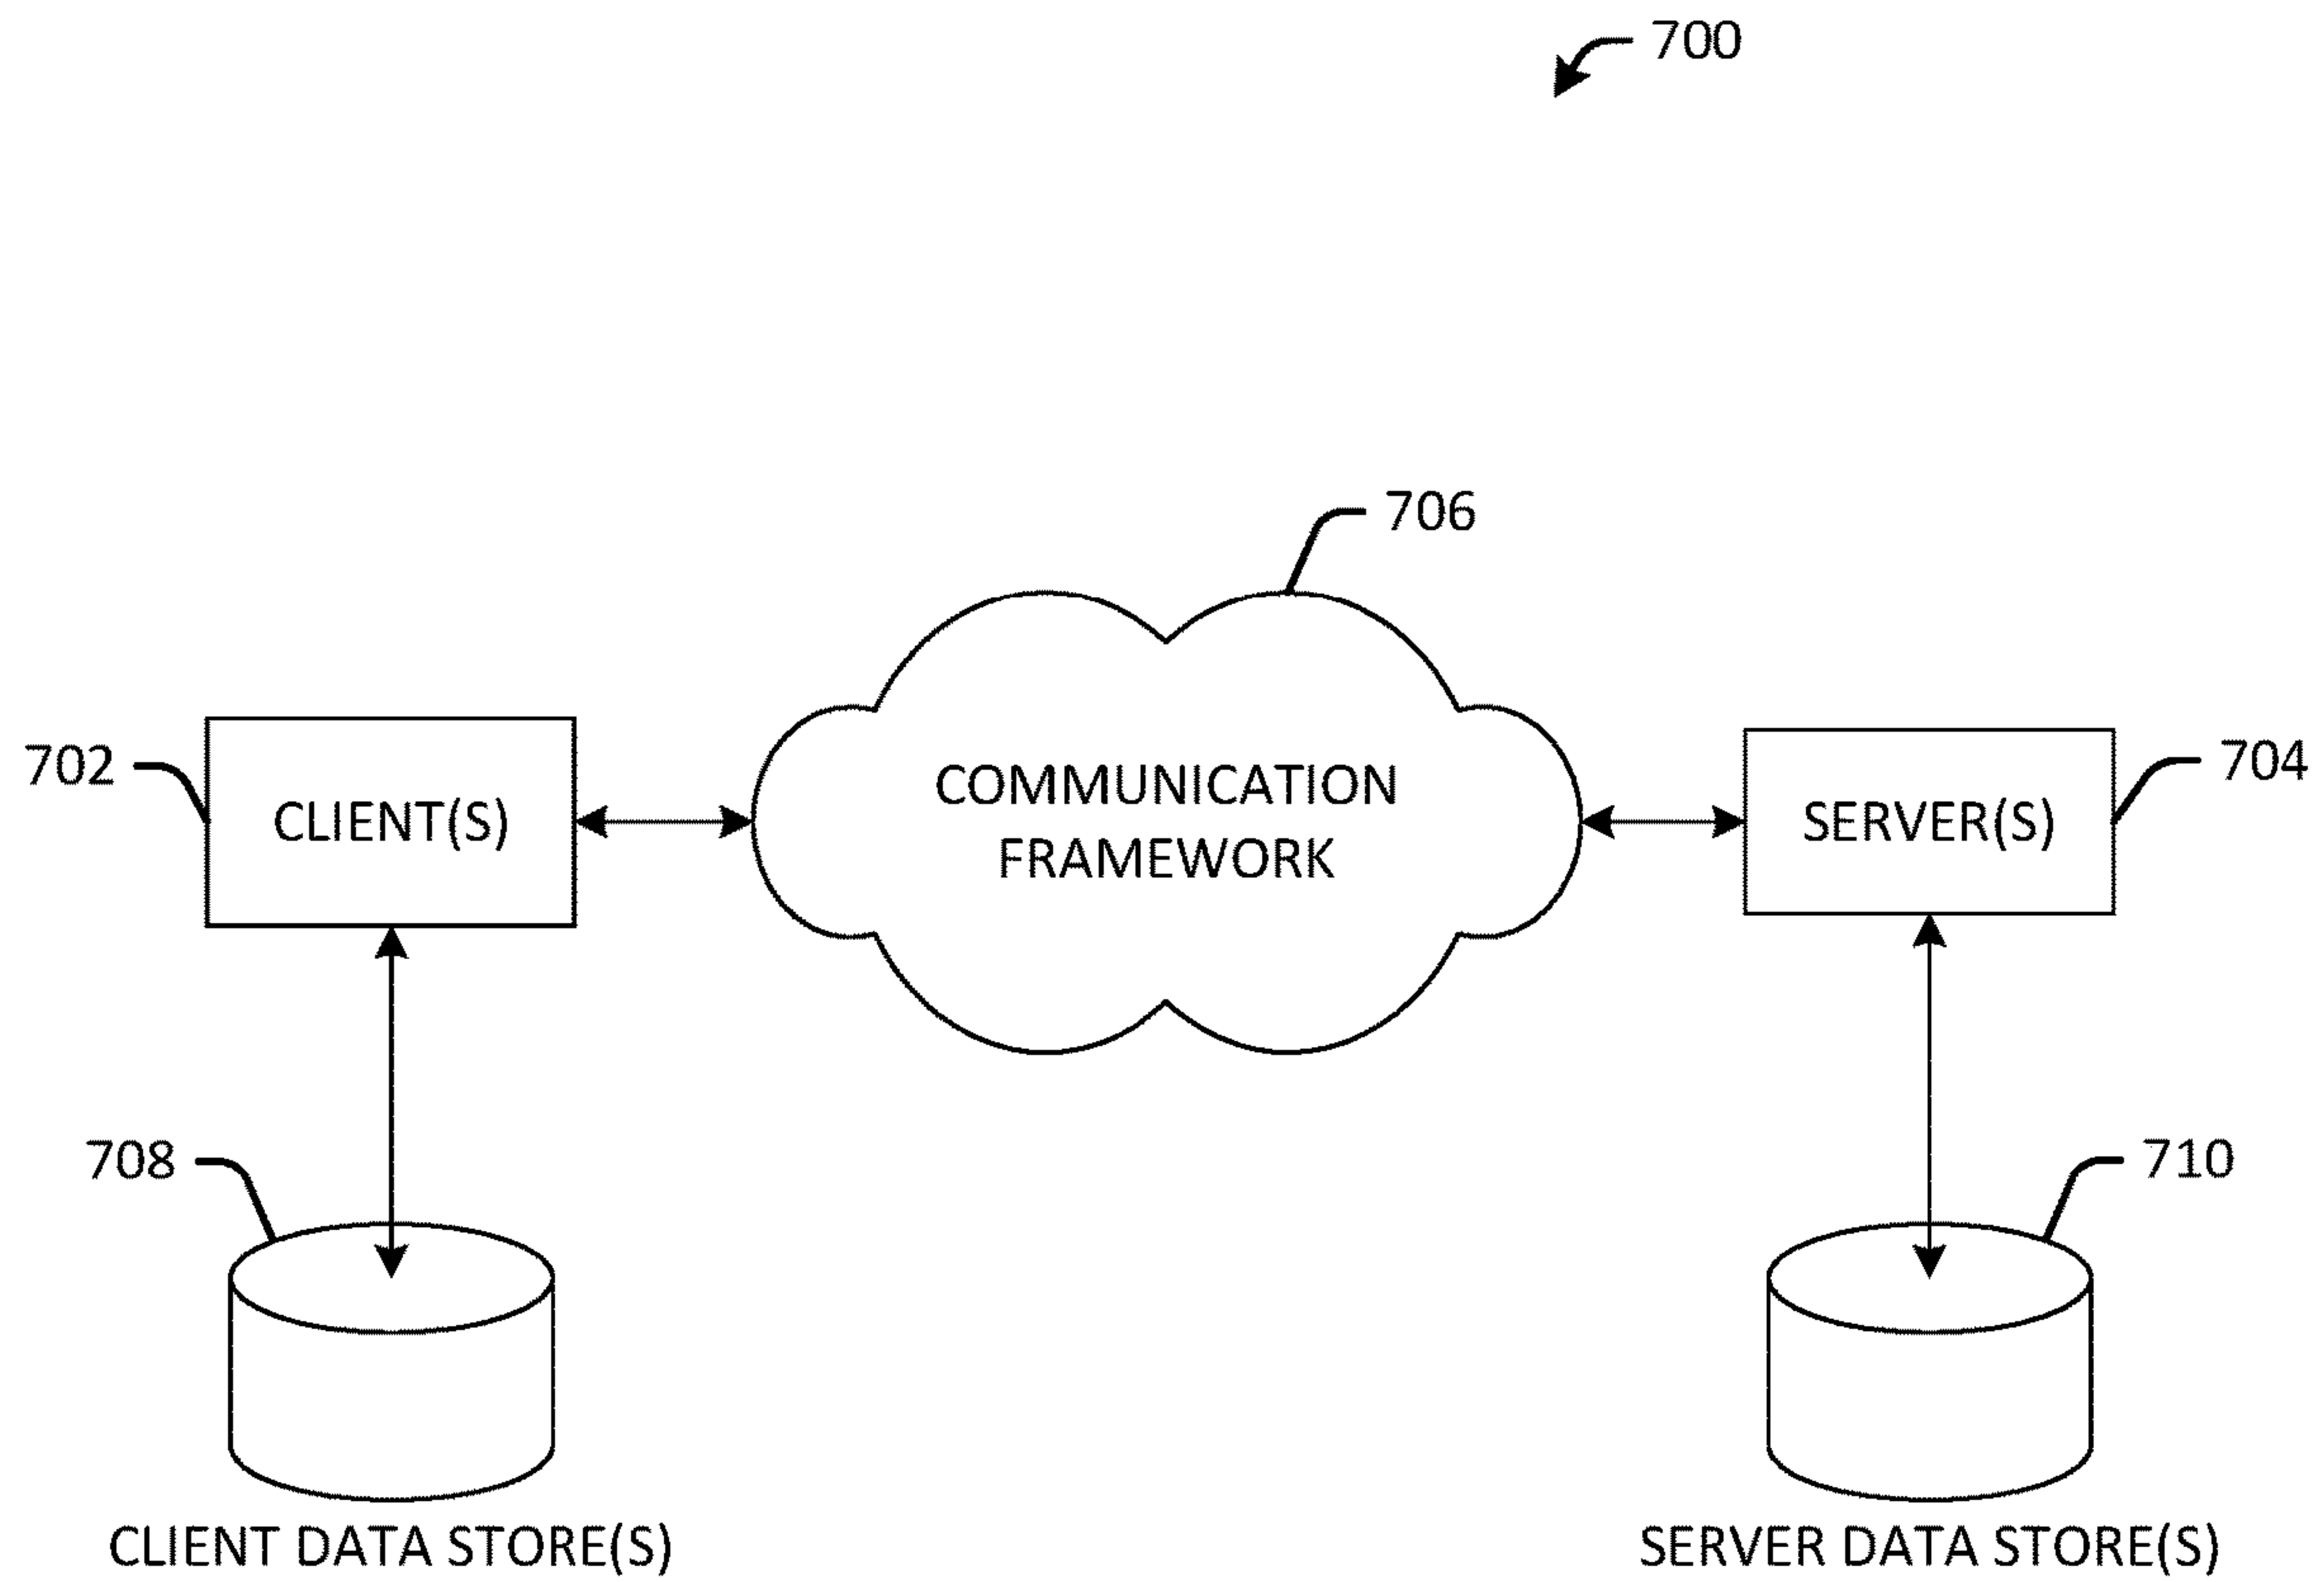 700
706
702
CLIENT(S)
COMMUNICATION
FRAMEWORK
SERVER(S)
704
708
710
CLIENT DATA STORE(S)
SERVER DATA STORE(S)